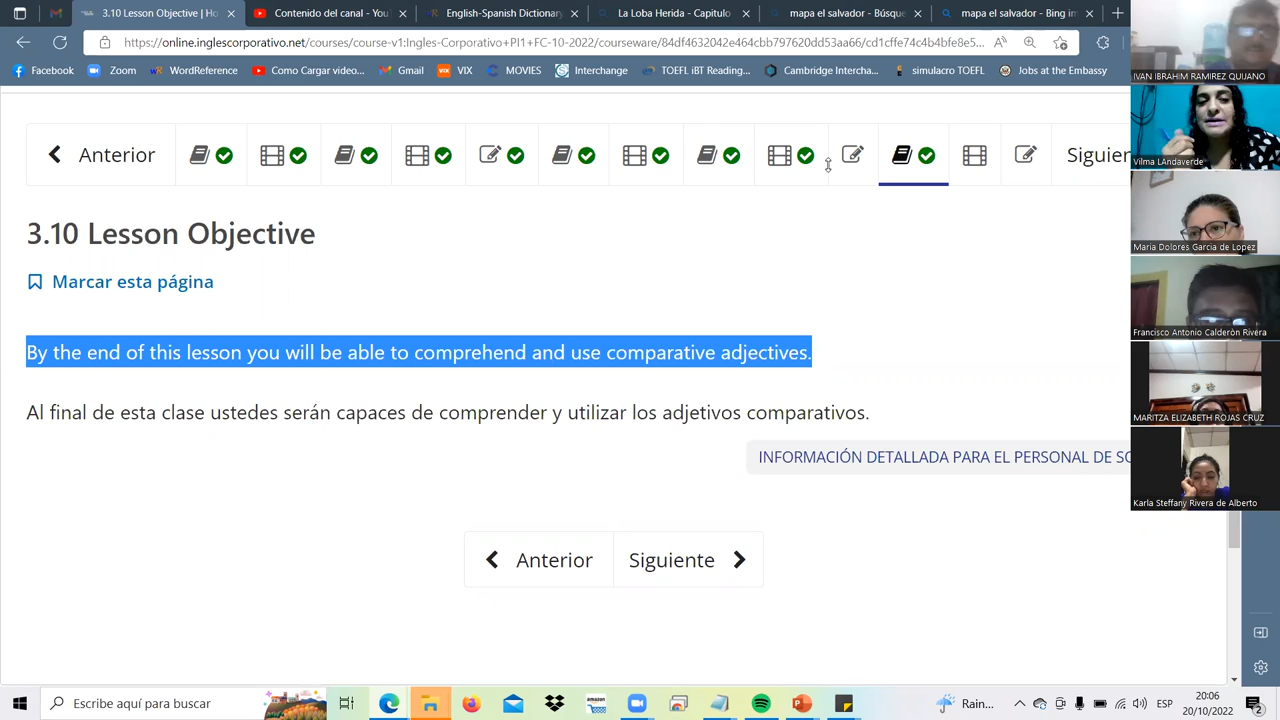 3.10 Lesson Objective | Ho
Contenido del canal - You
English-Spanish Dictionary
La Loba Herida - Capitulo
mapa el salvador - Búsque
mapa el salvador - Bing im
https://online.inglescorporativo.net/courses/course-v1:Ingles-Corporativo+PI1+FC-10-2022/courseware/84df4632042e464cbb797620dd53aa66/cd1cffe74c4b4bfe8e5...
Facebook
Zoom
WordReference
Como Cargar video...
Gmail
VIX
MOVIES
Interchange
TOEFL iBT Reading...
Cambridge Intercha...
simulacro TOEFL
Jobs at the Embassy
Anterior
Siguier
3.10 Lesson Objective
Marcar esta página
By the end of this lesson you will be able to comprehend and use comparative adjectives.
Al final de esta clase ustedes serán capaces de comprender y utilizar los adjetivos comparativos.
INFORMACIÓN DETALLADA PARA EL PERSONAL DE SO
Anterior
Siguiente
IVAN IBRAHIM RAMIREZ QUIJANO
Vilma LAndaverde
Maria Dolores Garcia de Lopez
Francisco Antonio Calderòn Rivera
MARITZA ELIZABETH ROJAS CRUZ
Karla Steffany Rivera de Alberto
Escribe aquí para buscar
Rain...
ESP
20:06
20/10/2022
2